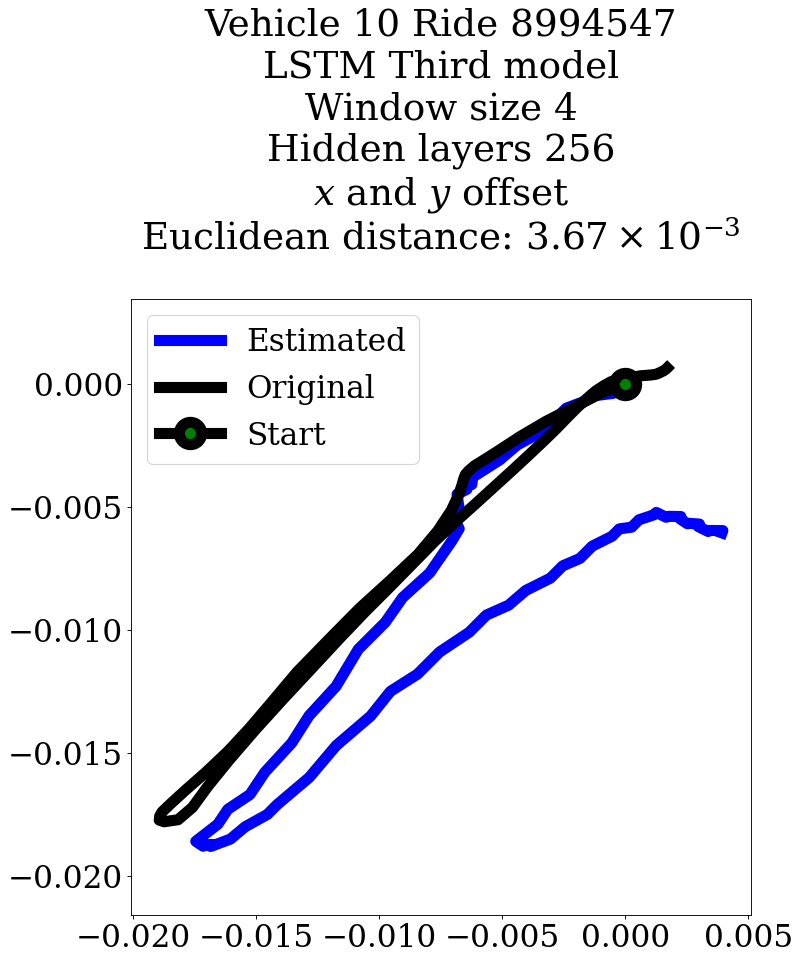 Vehicle 10 Ride 8994547
LSTM Third model
Window size 4
Hidden layers 256
x and y offset
Euclidean distance: 3.67 × 10⁻³
Estimated
Original
Start
0.000
−0.005
−0.010
−0.015
−0.020
−0.020 −0.015 −0.010 −0.005 0.000 0.005